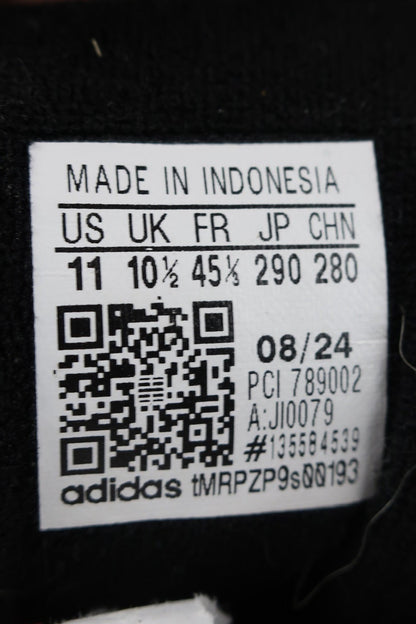 MADE IN INDONESIA
US UK FR JP CHN
11 10½ 45⅓ 290 280
08/24
PCI 789002
A:JI0079
#135584539
adidas tMRPZP9s00193